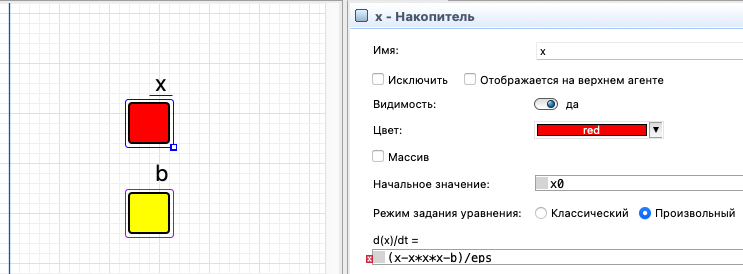 x
b
x - Накопитель
Имя: x
Исключить Отображается на верхнем агенте
Видимость: да
Цвет: red
Массив
Начальное значение: x0
Режим задания уравнения: Классический Произвольный
d(x)/dt =
(x-x*x*x-b)/eps